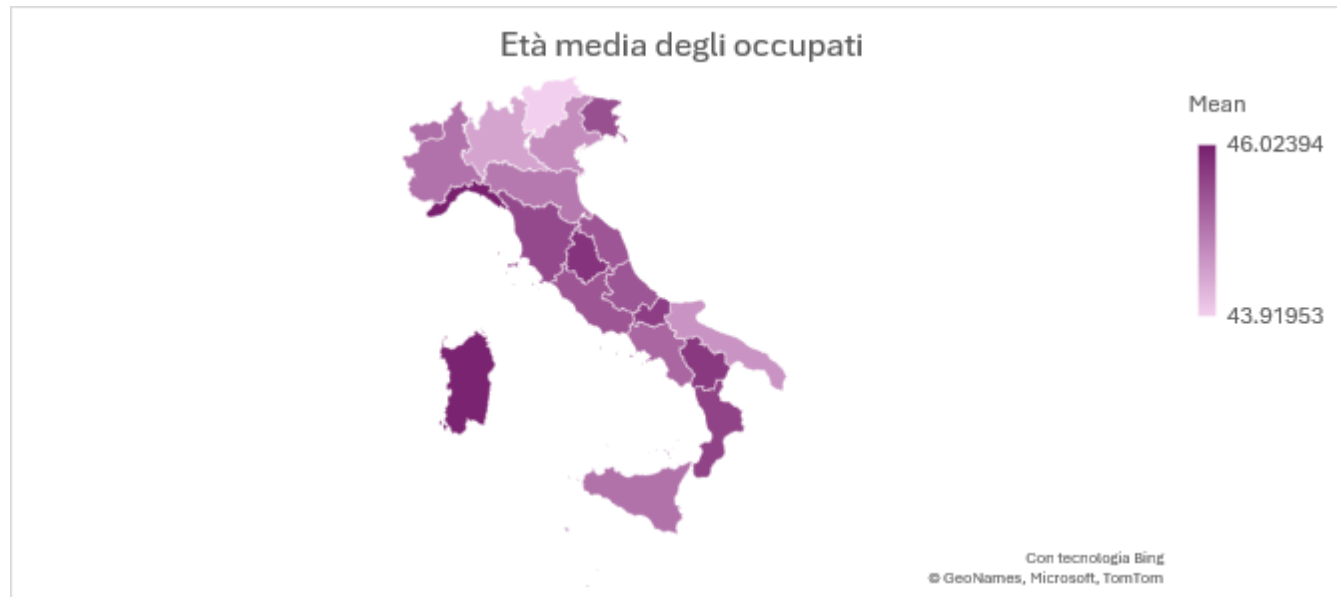 Età media degli occupati
Mean
46.02394
43.91953
Con tecnologia Bing
© GeoNames, Microsoft, TomTom